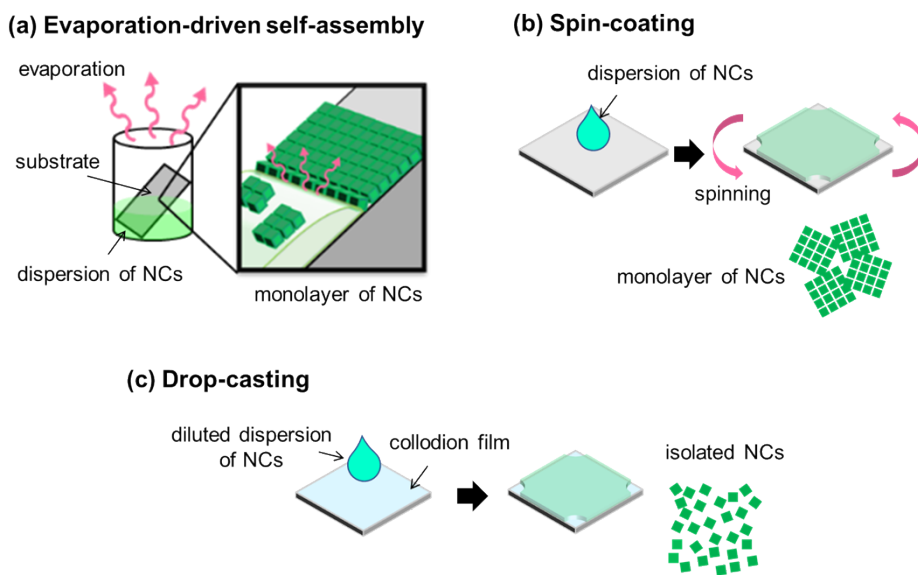 (a) Evaporation-driven self-assembly
evaporation
substrate
dispersion of NCs
monolayer of NCs
(b) Spin-coating
dispersion of NCs
spinning
monolayer of NCs
(c) Drop-casting
diluted dispersion
of NCs
collodion film
isolated NCs